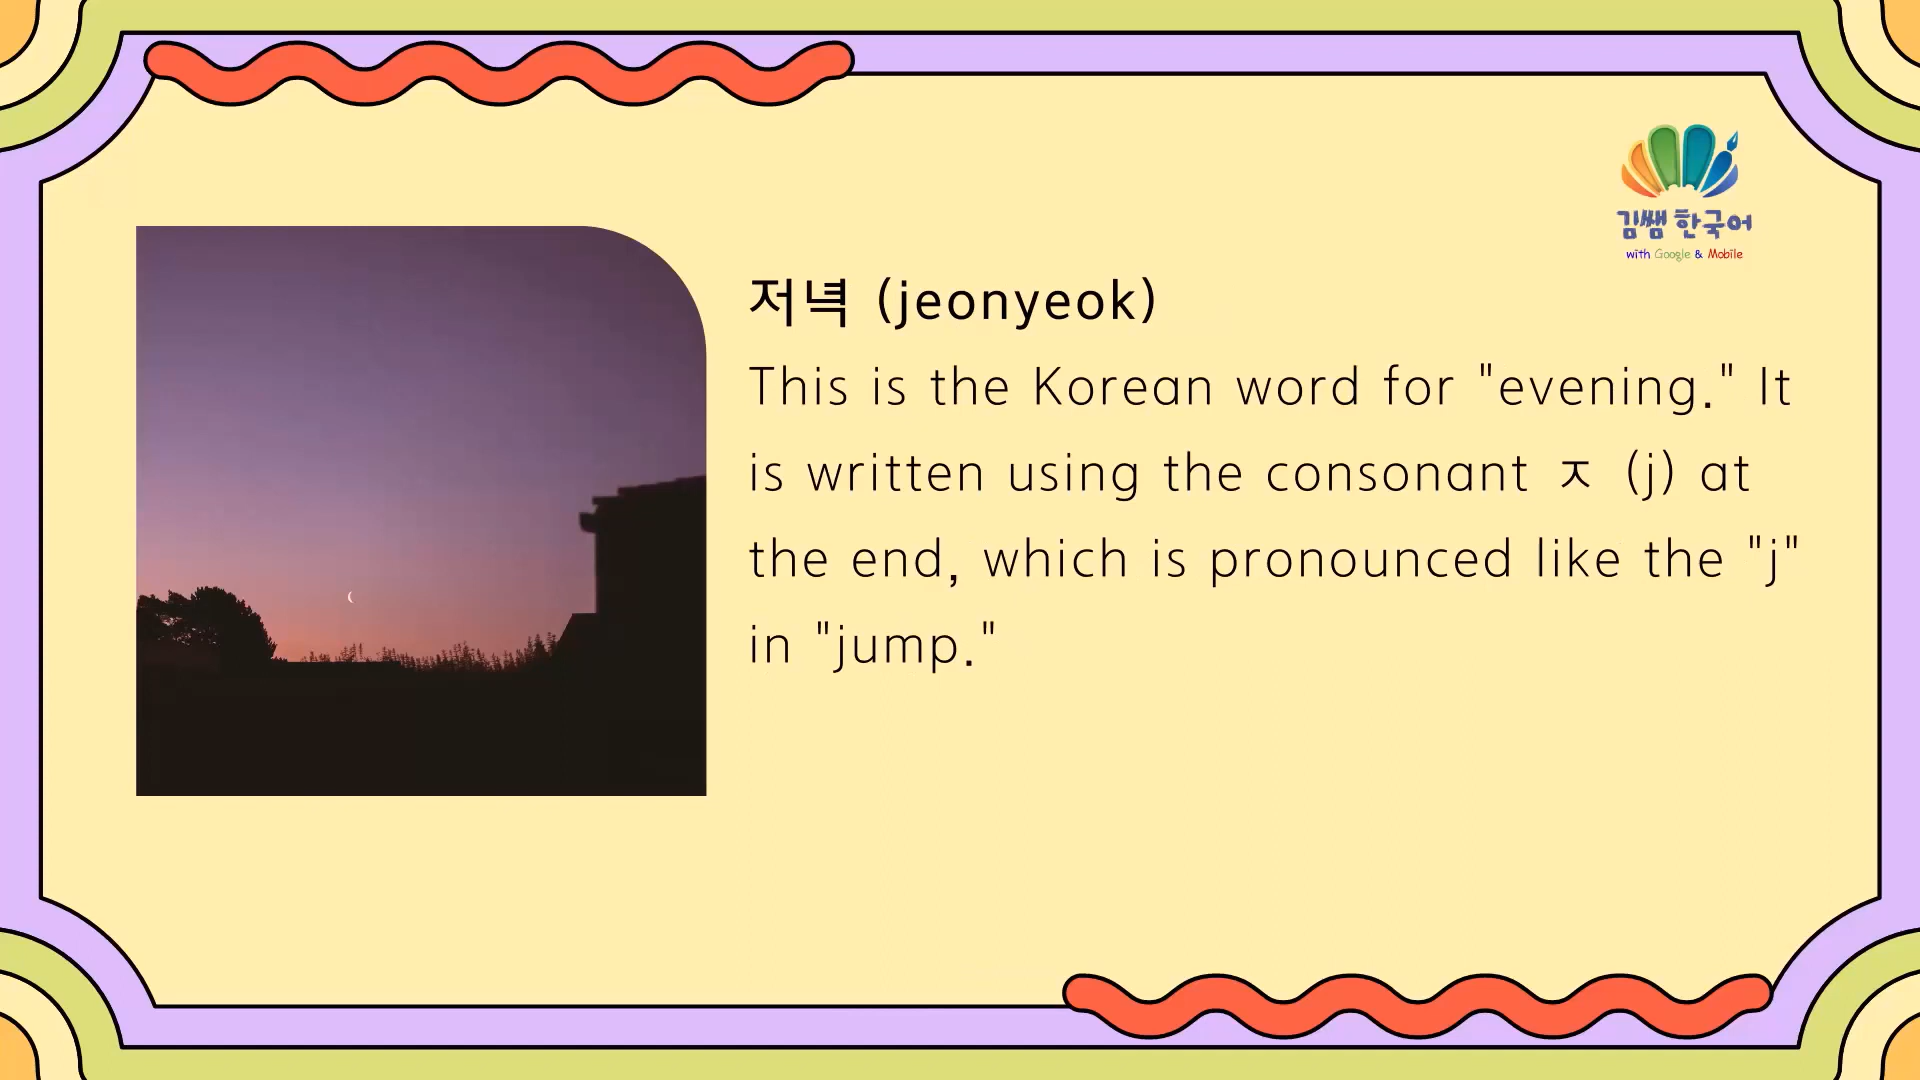 김쌤 한국어
with Google & Mobile
저녁 (jeonyeok)
This is the Korean word for "evening." It
is written using the consonant ㅈ (j) at
the end, which is pronounced like the "j"
in "jump."